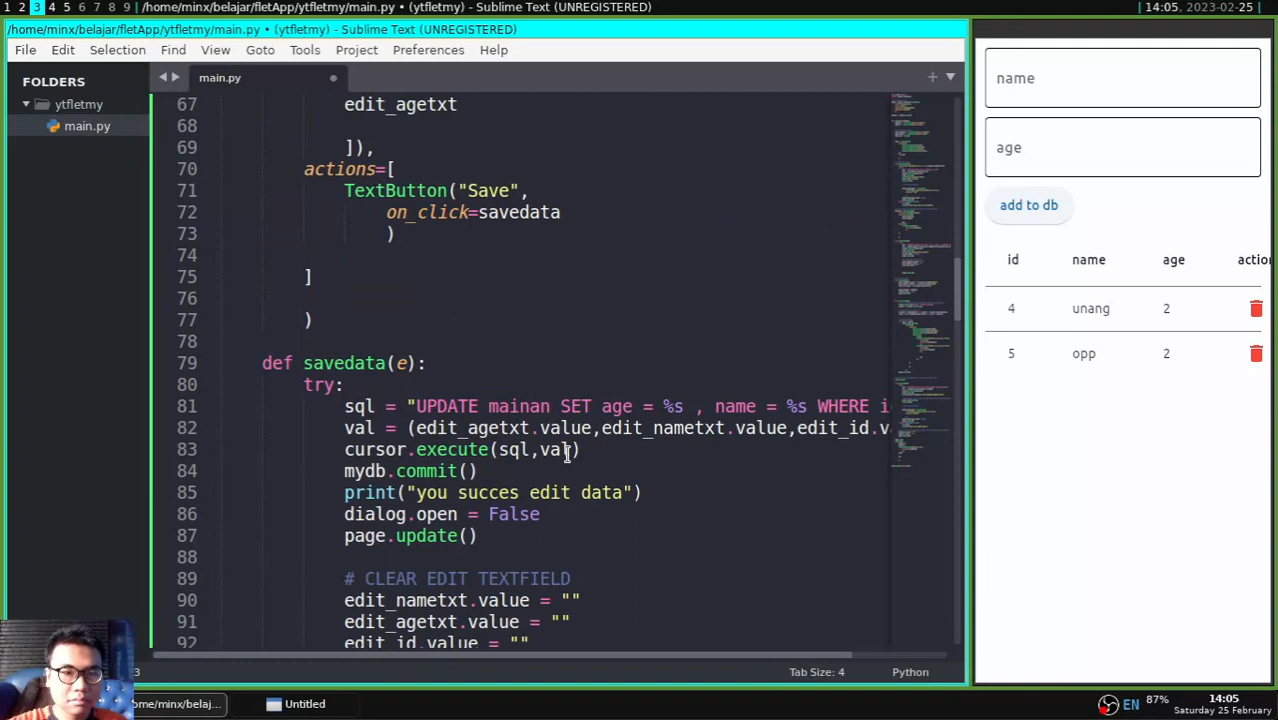 1 2 3 4 5 6 7 8 9 /home/minx/belajar/fletApp/ytfletmy/main.py • (ytfletmy) - Sublime Text (UNREGISTERED) 14:05, 2023-02-25
/home/minx/belajar/fletApp/ytfletmy/main.py • (ytfletmy) - Sublime Text (UNREGISTERED)
File Edit Selection Find View Goto Tools Project Preferences Help
FOLDERS
ytfletmy
main.py
main.py
67 edit_agetxt
68
69 ]),
70 actions=[
71 TextButton("Save",
72 on_click=savedata
73 )
74
75 ]
76
77 )
78
79 def savedata(e):
80 try:
81 sql = "UPDATE mainan SET age = %s , name = %s WHERE i
82 val = (edit_agetxt.value,edit_nametxt.value,edit_id.v
83 cursor.execute(sql,val)
84 mydb.commit()
85 print("you succes edit data")
86 dialog.open = False
87 page.update()
88
89 # CLEAR EDIT TEXTFIELD
90 edit_nametxt.value = ""
91 edit_agetxt.value = ""
92 edit_id.value = ""
3 Tab Size: 4 Python
name
age
add to db
id name age action
4 unang 2
5 opp 2
home/minx/belaj... Untitled EN 87% 14:05
Saturday 25 February